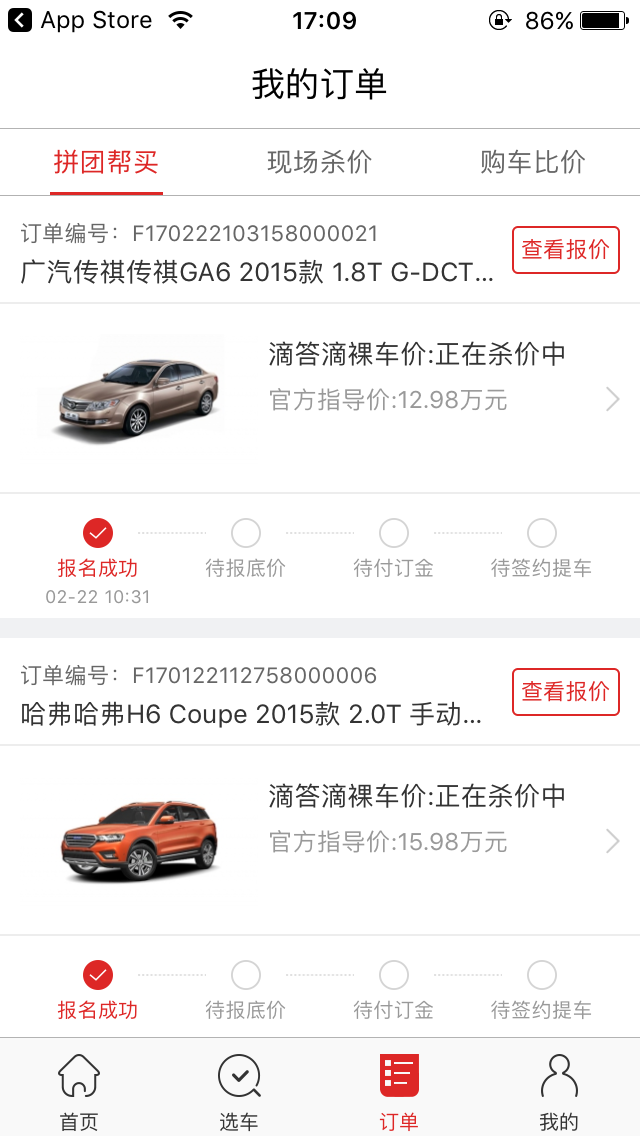 App Store 17:09 86%
我的订单
拼团帮买 现场杀价 购车比价
订单编号：F170222103158000021
广汽传祺传祺GA6 2015款 1.8T G-DCT...
查看报价
滴答滴裸车价:正在杀价中
官方指导价:12.98万元
报名成功 待报底价 待付订金 待签约提车
02-22 10:31
订单编号：F170122112758000006
哈弗哈弗H6 Coupe 2015款 2.0T 手动...
查看报价
滴答滴裸车价:正在杀价中
官方指导价:15.98万元
报名成功 待报底价 待付订金 待签约提车
首页 选车 订单 我的